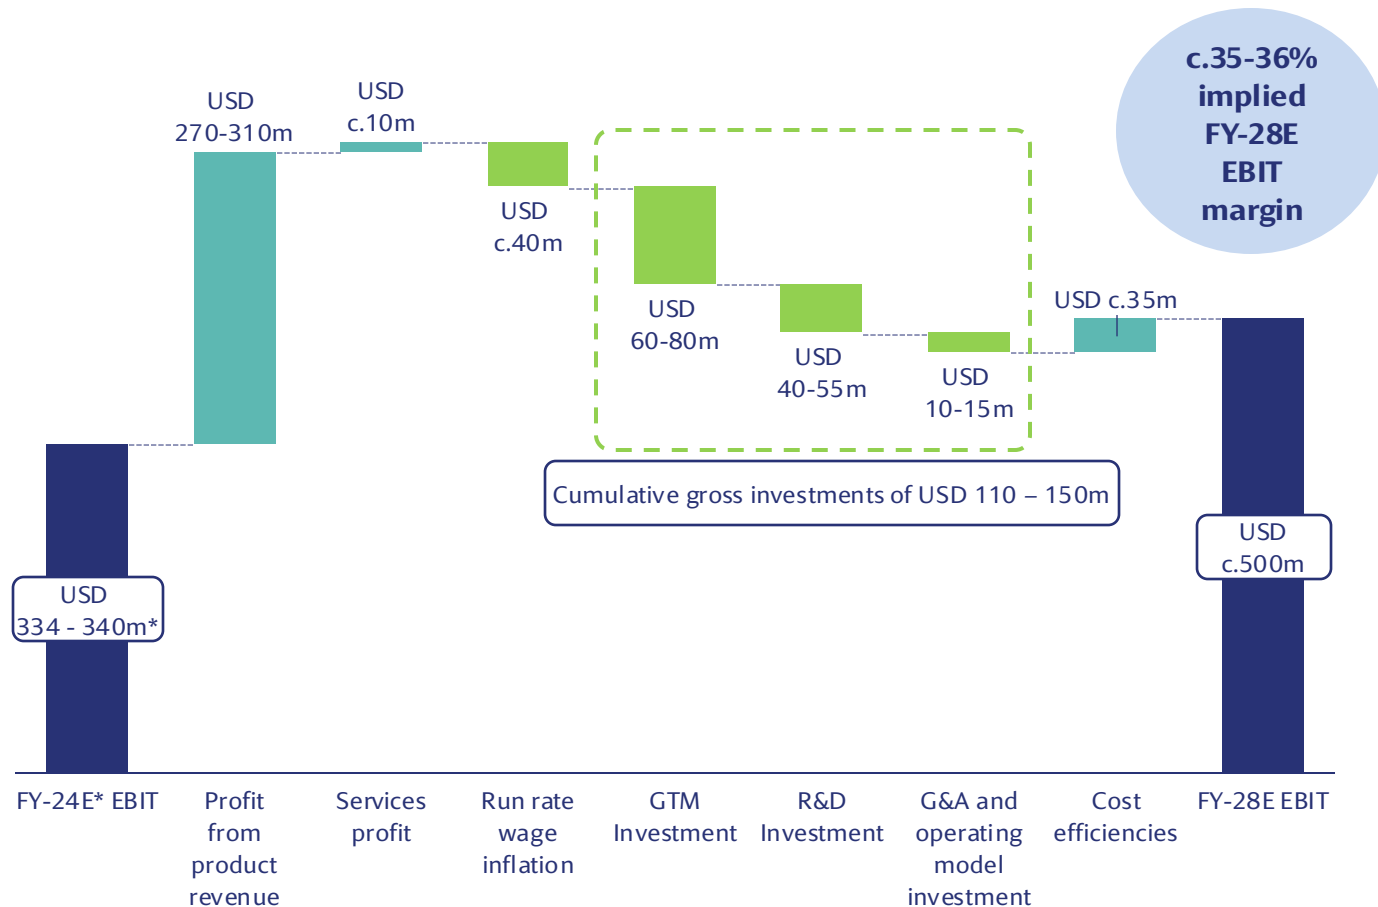 c.35-36%
implied
FY-28E
EBIT
margin
USD
270-310m
USD
c.10m
USD
c.40m
USD
60-80m
USD
40-55m
USD
10-15m
USD c.35m
Cumulative gross investments of USD 110 – 150m
USD
334 - 340m*
USD
c.500m
FY-24E* EBIT
Profit
from
product
revenue
Services
profit
Run rate
wage
inflation
GTM
Investment
R&D
Investment
G&A and
operating
model
investment
Cost
efficiencies
FY-28E EBIT